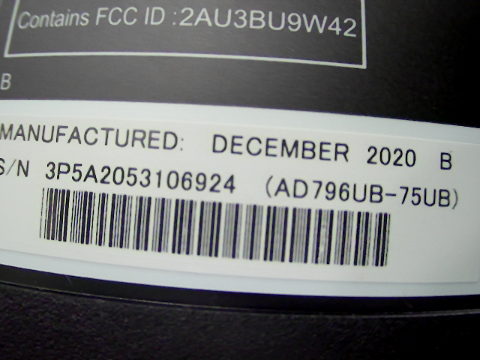 Contains FCC ID :2AU3BU9W42
B
MANUFACTURED: DECEMBER 2020 B
S/N 3P5A2053106924 (AD796UB-75UB)